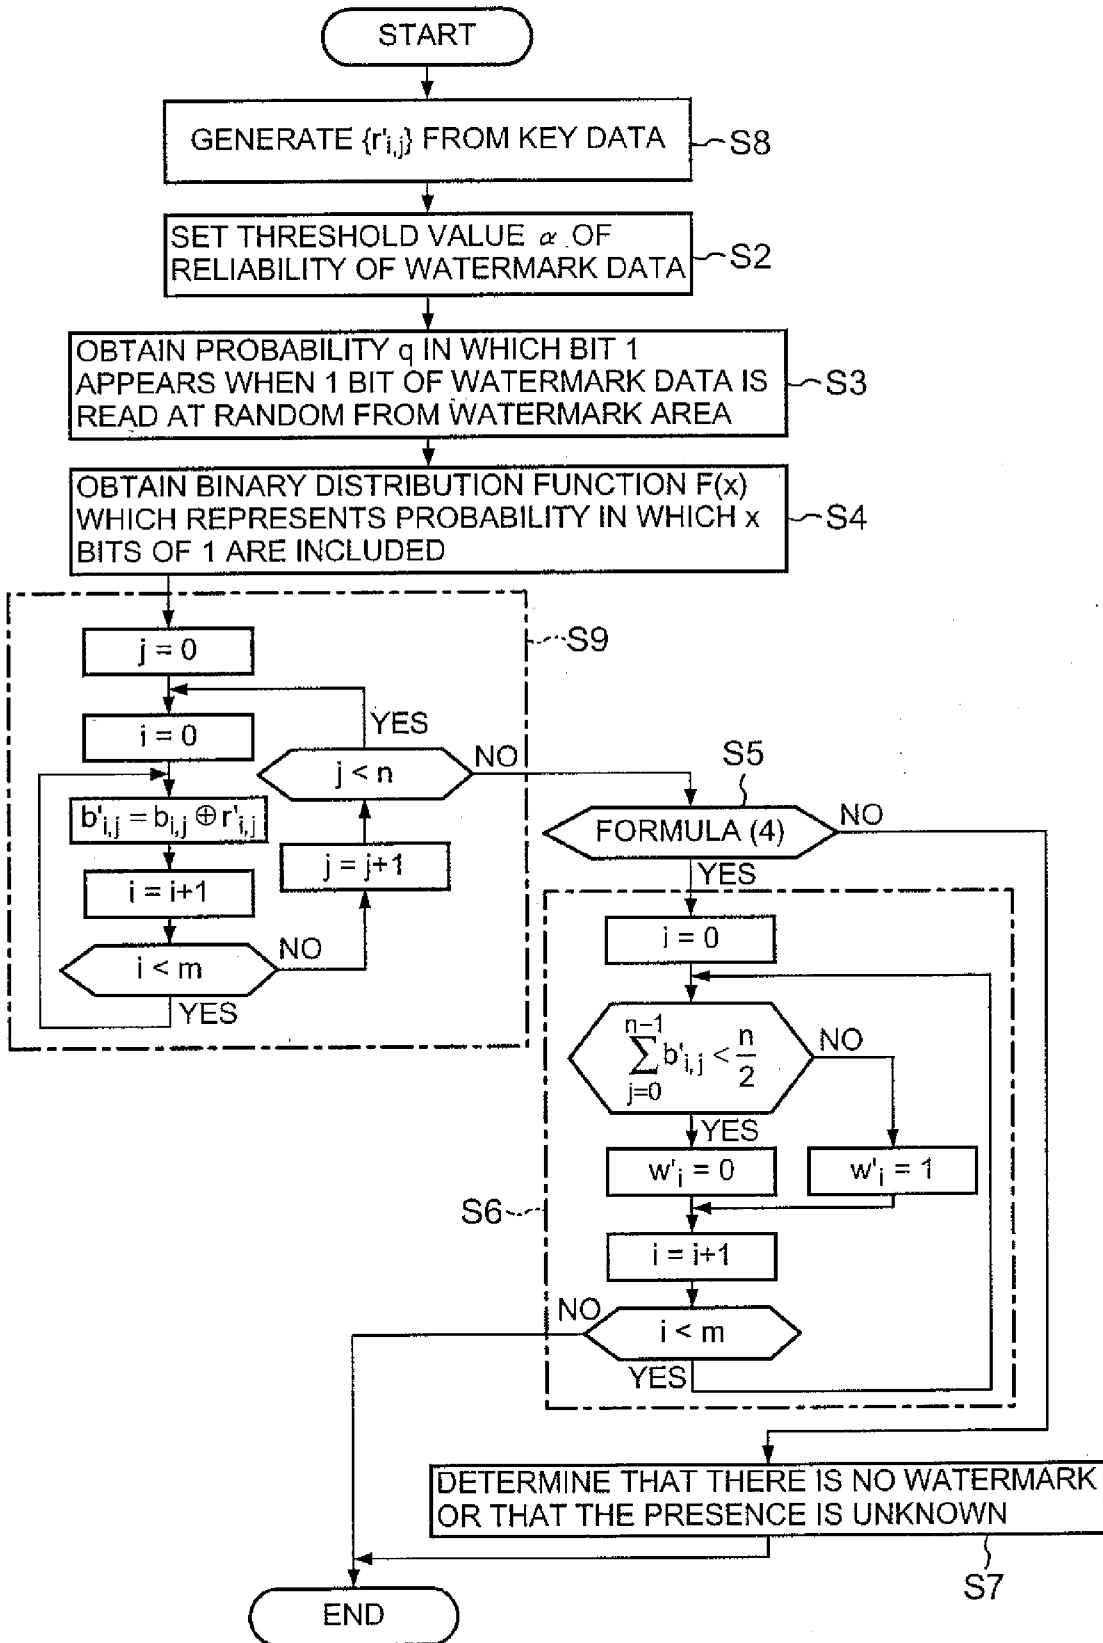 START
GENERATE {r'i,j} FROM KEY DATA
S8
SET THRESHOLD VALUE α OF
RELIABILITY OF WATERMARK DATA
S2
OBTAIN PROBABILITY q IN WHICH BIT 1
APPEARS WHEN 1 BIT OF WATERMARK DATA IS
READ AT RANDOM FROM WATERMARK AREA
S3
OBTAIN BINARY DISTRIBUTION FUNCTION F(x)
WHICH REPRESENTS PROBABILITY IN WHICH x
BITS OF 1 ARE INCLUDED
S4
S9
j = 0
i = 0
b'i,j = bi,j ⊕ r'i,j
i = i+1
i < m
YES
NO
j = j+1
j < n
YES
NO
S5
FORMULA (4)
NO
YES
S6
i = 0
n−1
∑ b'i,j < n/2
j=0
NO
YES
w'i = 0
w'i = 1
i = i+1
i < m
NO
YES
DETERMINE THAT THERE IS NO WATERMARK
OR THAT THE PRESENCE IS UNKNOWN
S7
END